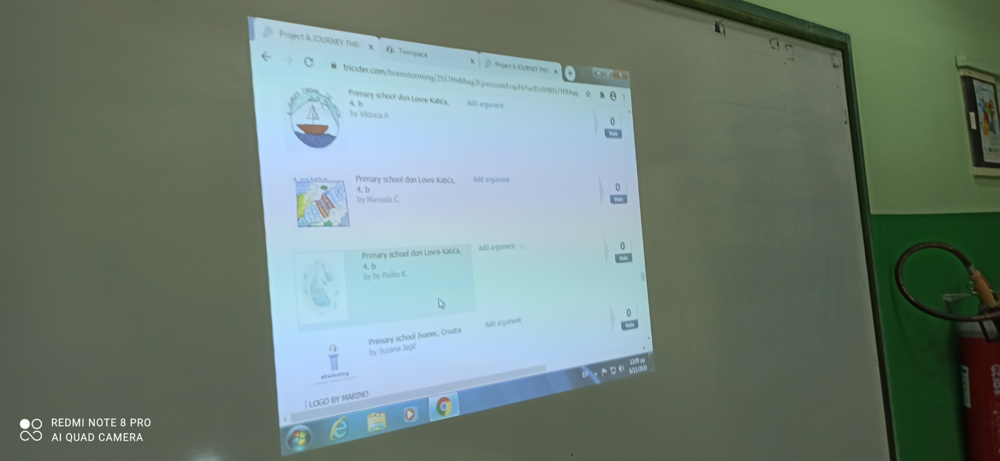 Project A JOURNEY THR
Twinspace
Project A JOURNEY THR
Primary school don Lovre Katića,
4. b
by Viktoria P.
Add argument
0
Vote
Primary school don Lovre Katića,
4. b
by Manuela Č.
Add argument
0
Vote
Primary school don Lovre Katića,
4. b
by by Paško K.
Add argument
0
Vote
Primary school Ivanec, Croatia
by Suzana Jagić
Add argument
0
Vote
eTwinning
LOGO BY MARINO
EN
12:09 μμ
6/11/2020
REDMI NOTE 8 PRO
AI QUAD CAMERA